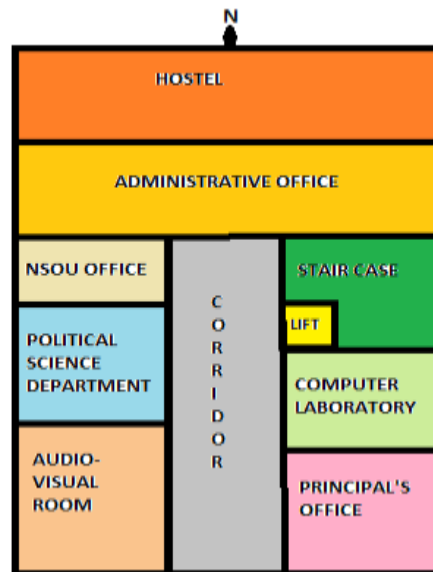 N
HOSTEL
ADMINISTRATIVE OFFICE
NSOU OFFICE
STAIR CASE
LIFT
C
O
R
R
I
D
O
R
POLITICAL
SCIENCE
DEPARTMENT
COMPUTER
LABORATORY
AUDIO-
VISUAL
ROOM
PRINCIPAL'S
OFFICE